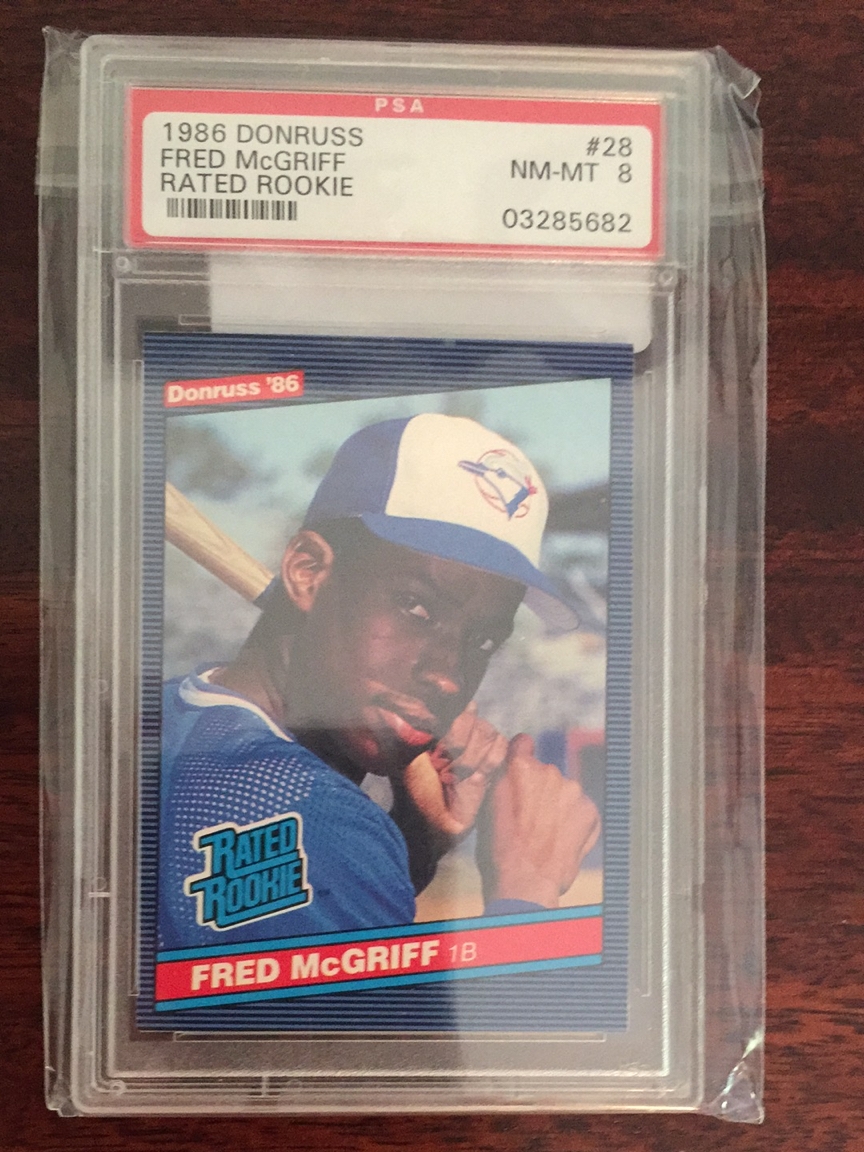 PSA
1986 DONRUSS
FRED McGRIFF
RATED ROOKIE
#28
NM-MT 8
03285682
Donruss '86
RATED
ROOKIE
FRED McGRIFF 1B